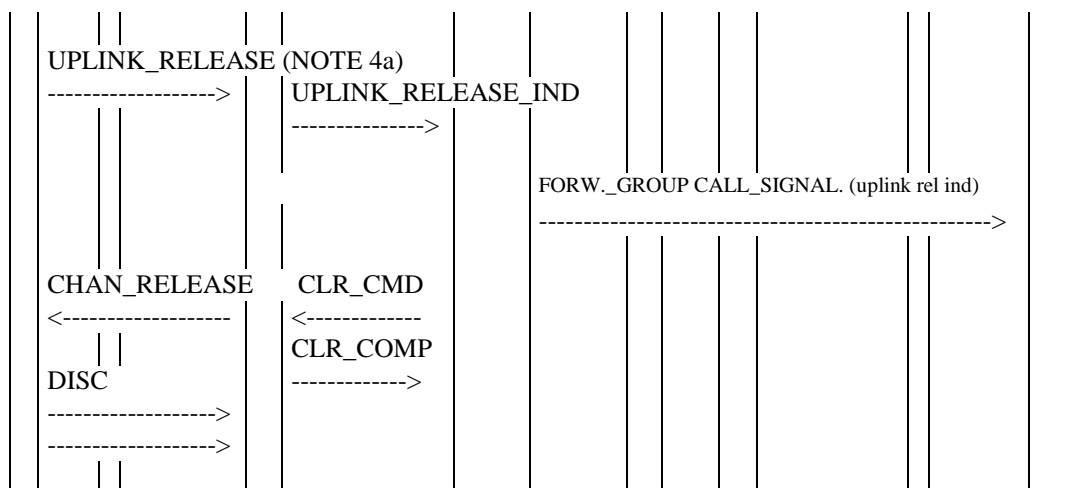 UPLINK_RELEASE (NOTE 4a)
-------------------> UPLINK_RELEASE_IND
--------------->
FORW._GROUP CALL_SIGNAL. (uplink rel ind)
--------------------------------------------------->
CHAN_RELEASE CLR_CMD
<------------------- <-------------
CLR_COMP
DISC ------------->
------------------->
------------------->